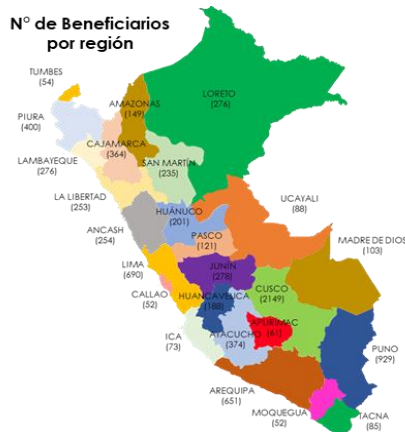 N° de Beneficiarios
por región
TUMBES
(54)
PIURA
(400)
AMAZONAS
(149)
LORETO
(276)
CAJAMARCA
(364)
LAMBAYEQUE
(276)
SAN MARTÍN
(235)
LA LIBERTAD
(253)
UCAYALI
(88)
HUÁNUCO
(201)
ANCASH
(254)
PASCO
(121)
MADRE DE DIOS
(103)
LIMA
(690)
JUNÍN
(278)
CUSCO
(2149)
CALLAO
(52)
HUANCAVELICA
(188)
APURIMAC
(61)
ICA
(73)
AYACUCHO
(374)
PUNO
(929)
AREQUIPA
(651)
MOQUEGUA
(52)
TACNA
(85)